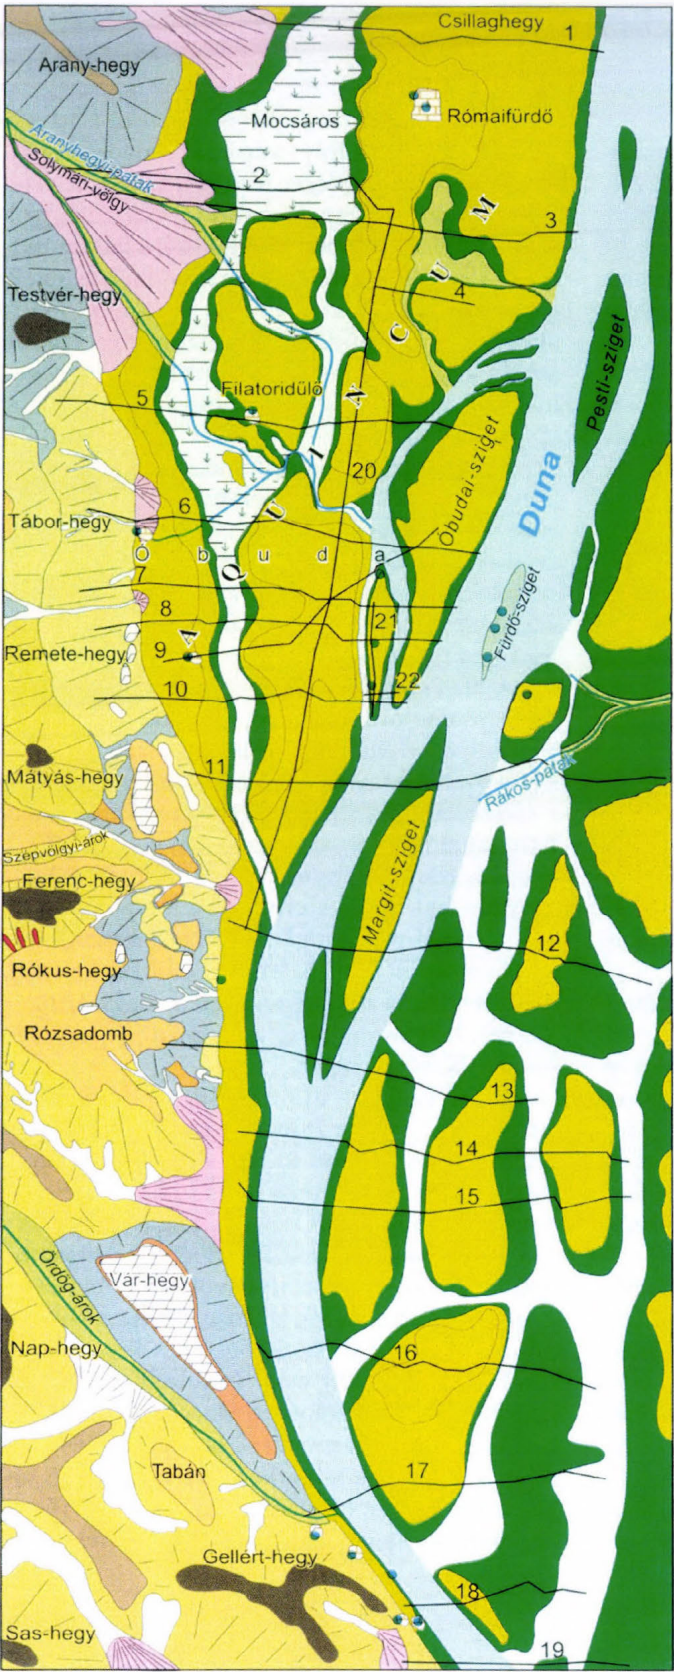 Csillaghegy
1
Arany-hegy
Rómaifürdő
Mocsáros
Aranyhegyi-patak
Solymári-völgy
2
M
3
U
Testvér-hegy
4
C
Pesti-sziget
5
Filatoridülő
N
I
20
Óbudai-sziget
Duna
6
U
Tábor-hegy
Ó b u d a
7
Q
Fürdő-sziget
8
21
A
9
Remete-hegy
10
22
11
Mátyás-hegy
Rákos-patak
Szépvölgyi-árok
Ferenc-hegy
Margit-sziget
12
Rókus-hegy
Rózsadomb
13
14
15
Ördög-árok
Vár-hegy
Nap-hegy
16
Tabán
17
Gellért-hegy
18
Sas-hegy
19